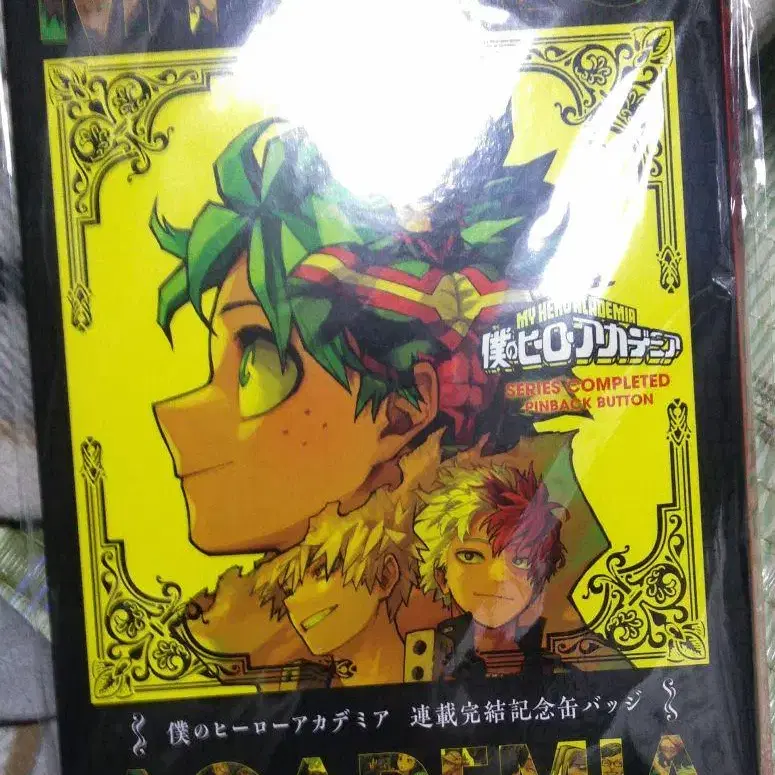 MY HERO ACADEMIA
僕のヒーローアカデミア
SERIES COMPLETED
PINBACK BUTTON
僕のヒーローアカデミア 連載完結記念缶バッジ
ACADEMIA